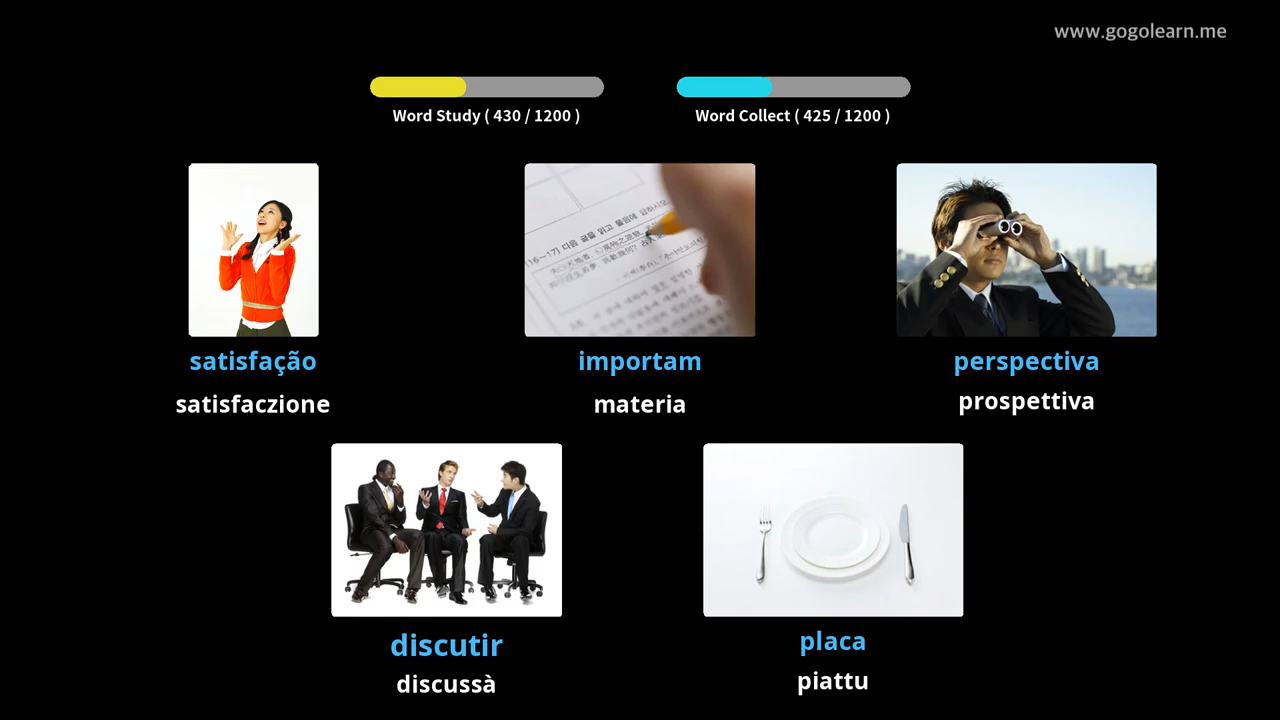 www.gogolearn.me
Word Study ( 430 / 1200 )
Word Collect ( 425 / 1200 )
satisfação
satisfaczione
importam
materia
perspectiva
prospettiva
discutir
discussà
placa
piattu